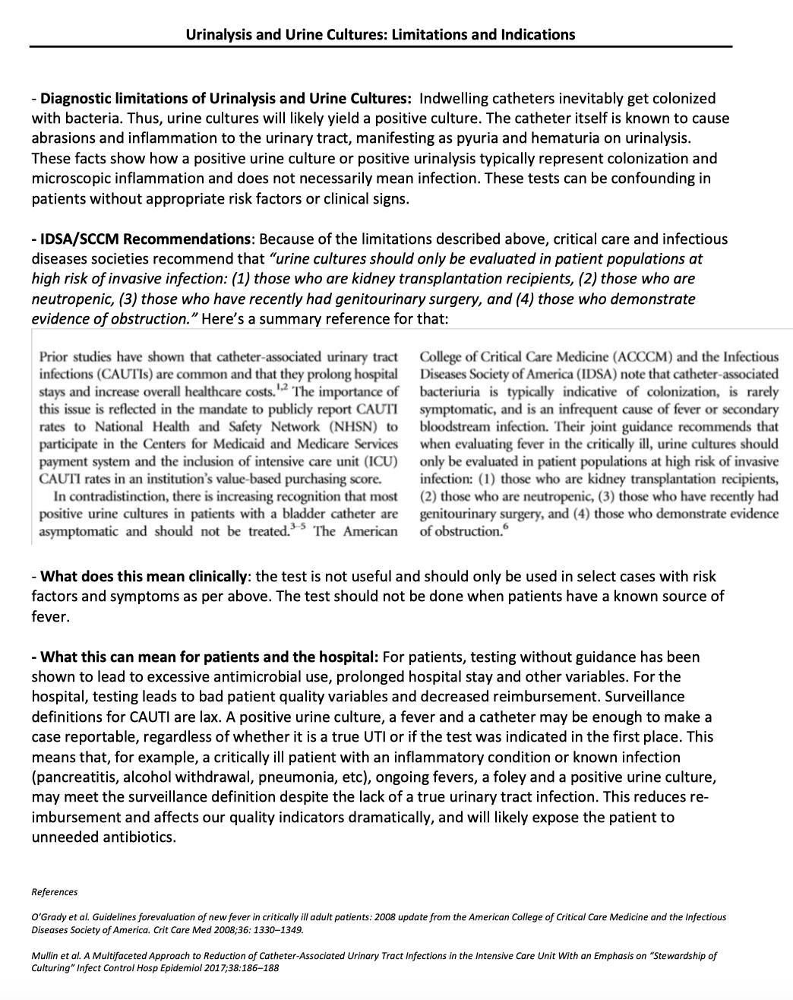 Urinalysis and Urine Cultures: Limitations and Indications
- Diagnostic limitations of Urinalysis and Urine Cultures: Indwelling catheters inevitably get colonized
with bacteria. Thus, urine cultures will likely yield a positive culture. The catheter itself is known to cause
abrasions and inflammation to the urinary tract, manifesting as pyuria and hematuria on urinalysis.
These facts show how a positive urine culture or positive urinalysis typically represent colonization and
microscopic inflammation and does not necessarily mean infection. These tests can be confounding in
patients without appropriate risk factors or clinical signs.
- IDSA/SCCM Recommendations: Because of the limitations described above, critical care and infectious
diseases societies recommend that “urine cultures should only be evaluated in patient populations at
high risk of invasive infection: (1) those who are kidney transplantation recipients, (2) those who are
neutropenic, (3) those who have recently had genitourinary surgery, and (4) those who demonstrate
evidence of obstruction.” Here’s a summary reference for that:
Prior studies have shown that catheter-associated urinary tract
infections (CAUTIs) are common and that they prolong hospital
stays and increase overall healthcare costs.1,2 The importance of
this issue is reflected in the mandate to publicly report CAUTI
rates to National Health and Safety Network (NHSN) to
participate in the Centers for Medicaid and Medicare Services
payment system and the inclusion of intensive care unit (ICU)
CAUTI rates in an institution’s value-based purchasing score.
In contradistinction, there is increasing recognition that most
positive urine cultures in patients with a bladder catheter are
asymptomatic and should not be treated.3–5 The American
College of Critical Care Medicine (ACCCM) and the Infectious
Diseases Society of America (IDSA) note that catheter-associated
bacteriuria is typically indicative of colonization, is rarely
symptomatic, and is an infrequent cause of fever or secondary
bloodstream infection. Their joint guidance recommends that
when evaluating fever in the critically ill, urine cultures should
only be evaluated in patient populations at high risk of invasive
infection: (1) those who are kidney transplantation recipients,
(2) those who are neutropenic, (3) those who have recently had
genitourinary surgery, and (4) those who demonstrate evidence
of obstruction.6
- What does this mean clinically: the test is not useful and should only be used in select cases with risk
factors and symptoms as per above. The test should not be done when patients have a known source of
fever.
- What this can mean for patients and the hospital: For patients, testing without guidance has been
shown to lead to excessive antimicrobial use, prolonged hospital stay and other variables. For the
hospital, testing leads to bad patient quality variables and decreased reimbursement. Surveillance
definitions for CAUTI are lax. A positive urine culture, a fever and a catheter may be enough to make a
case reportable, regardless of whether it is a true UTI or if the test was indicated in the first place. This
means that, for example, a critically ill patient with an inflammatory condition or known infection
(pancreatitis, alcohol withdrawal, pneumonia, etc), ongoing fevers, a foley and a positive urine culture,
may meet the surveillance definition despite the lack of a true urinary tract infection. This reduces re-
imbursement and affects our quality indicators dramatically, and will likely expose the patient to
unneeded antibiotics.
References
O’Grady et al. Guidelines forevaluation of new fever in critically ill adult patients: 2008 update from the American College of Critical Care Medicine and the Infectious
Diseases Society of America. Crit Care Med 2008;36: 1330–1349.
Mullin et al. A Multifaceted Approach to Reduction of Catheter-Associated Urinary Tract Infections in the Intensive Care Unit With an Emphasis on “Stewardship of
Culturing” Infect Control Hosp Epidemiol 2017;38:186–188